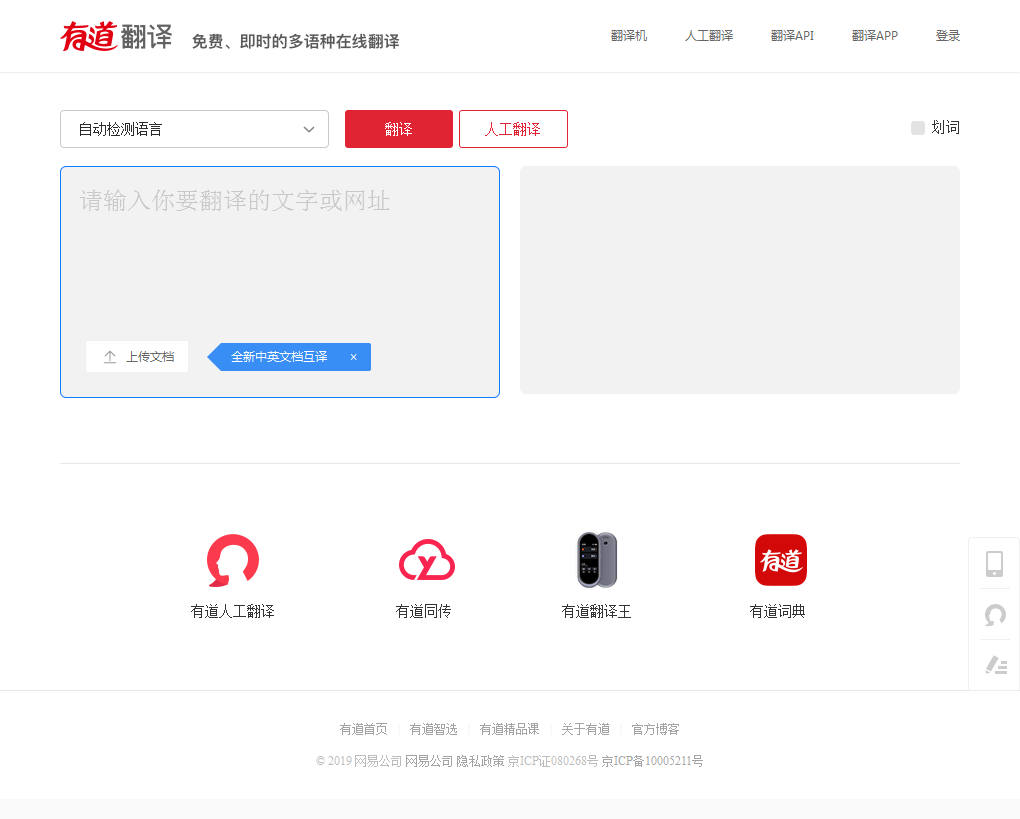 有道翻译 免费、即时的多语种在线翻译 翻译机 人工翻译 翻译API 翻译APP 登录
自动检测语言 翻译 人工翻译 划词
请输入你要翻译的文字或网址
上传文档 全新中英文档互译 ×
有道
有道人工翻译 有道同传 有道翻译王 有道词典
有道首页 有道智选 有道精品课 关于有道 官方博客
© 2019 网易公司 网易公司 隐私政策 京ICP证080268号 京ICP备10005211号